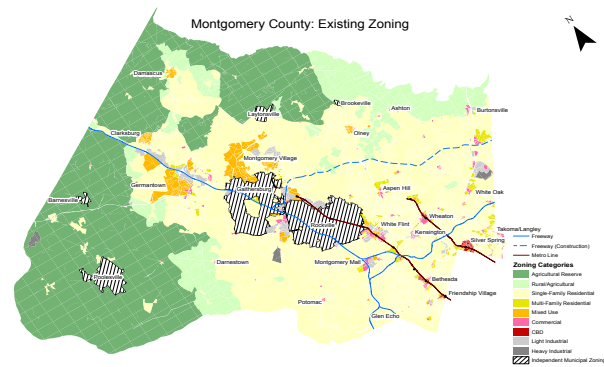 Montgomery County: Existing Zoning
N
Damascus
Laytonsville
Brookeville
Ashton
Burtonsville
Clarksburg
Olney
Montgomery Village
Germantown
Gaithersburg
Aspen Hill
White Oak
Barnesville
Rockville
White Flint
Wheaton
Kensington
Takoma/Langley
Silver Spring
Darnestown
Montgomery Mall
Poolesville
Bethesda
Potomac
Friendship Village
Glen Echo
Freeway
Freeway (Construction)
Metro Line
Zoning Categories
Agricultural Reserve
Rural/Agricultural
Single-Family Residential
Multi-Family Residential
Mixed Use
Commercial
CBD
Light Industrial
Heavy Industrial
Independent Municipal Zoning